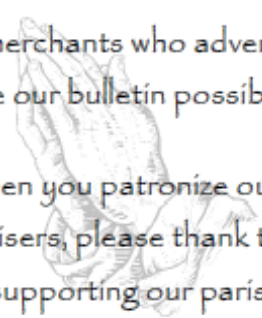 merchants who adver
e our bulletin possib
en you patronize ou
isers, please thank t
supporting our paris